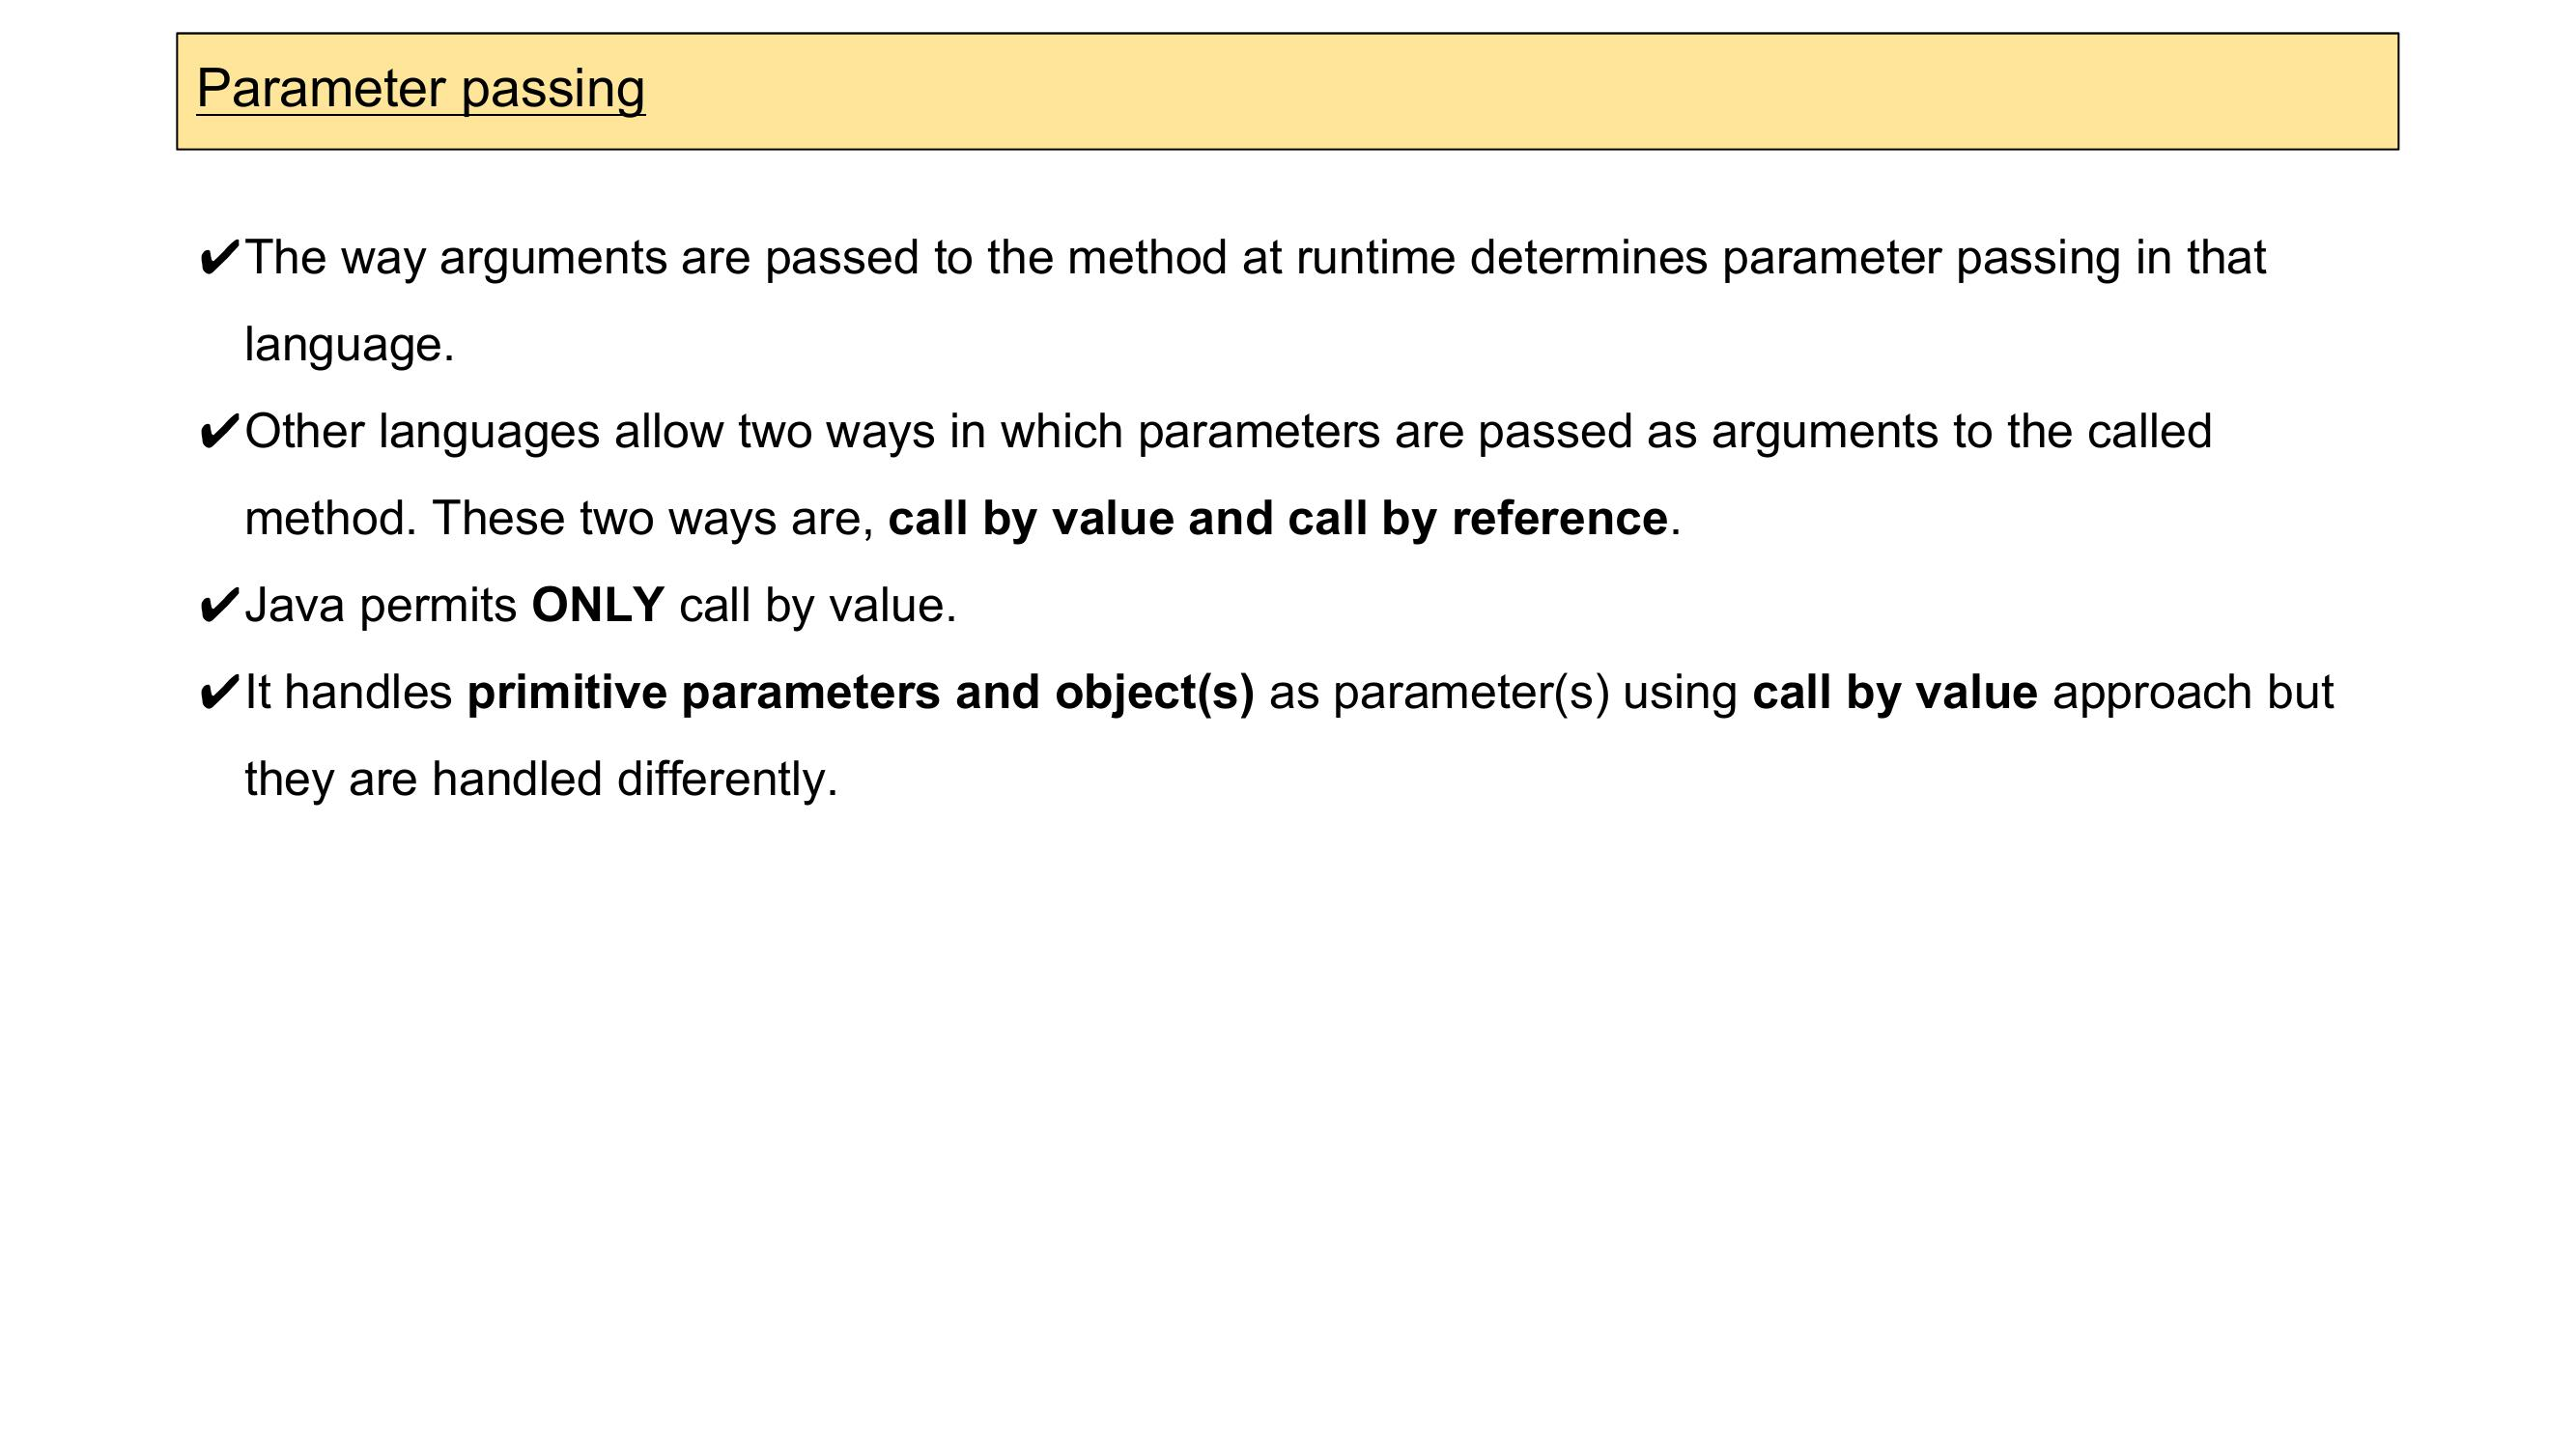 Parameter passing
✔The way arguments are passed to the method at runtime determines parameter passing in that
language.
✔Other languages allow two ways in which parameters are passed as arguments to the called
method. These two ways are, call by value and call by reference.
✔Java permits ONLY call by value.
✔It handles primitive parameters and object(s) as parameter(s) using call by value approach but
they are handled differently.